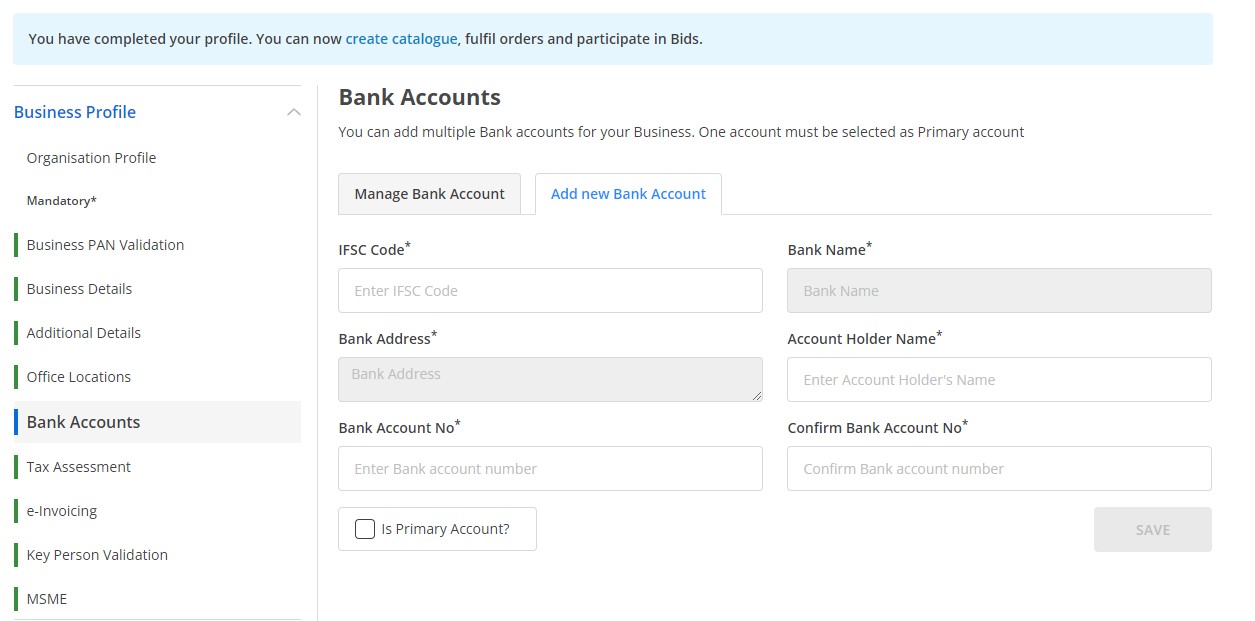 You have completed your profile. You can now create catalogue, fulfil orders and participate in Bids.
Business Profile
Organisation Profile
Mandatory*
Business PAN Validation
Business Details
Additional Details
Office Locations
Bank Accounts
Tax Assessment
e-Invoicing
Key Person Validation
MSME
Bank Accounts
You can add multiple Bank accounts for your Business. One account must be selected as Primary account
Manage Bank Account
Add new Bank Account
IFSC Code*
Enter IFSC Code
Bank Name*
Bank Name
Bank Address*
Bank Address
Account Holder Name*
Enter Account Holder's Name
Bank Account No*
Enter Bank account number
Confirm Bank Account No*
Confirm Bank account number
Is Primary Account?
SAVE